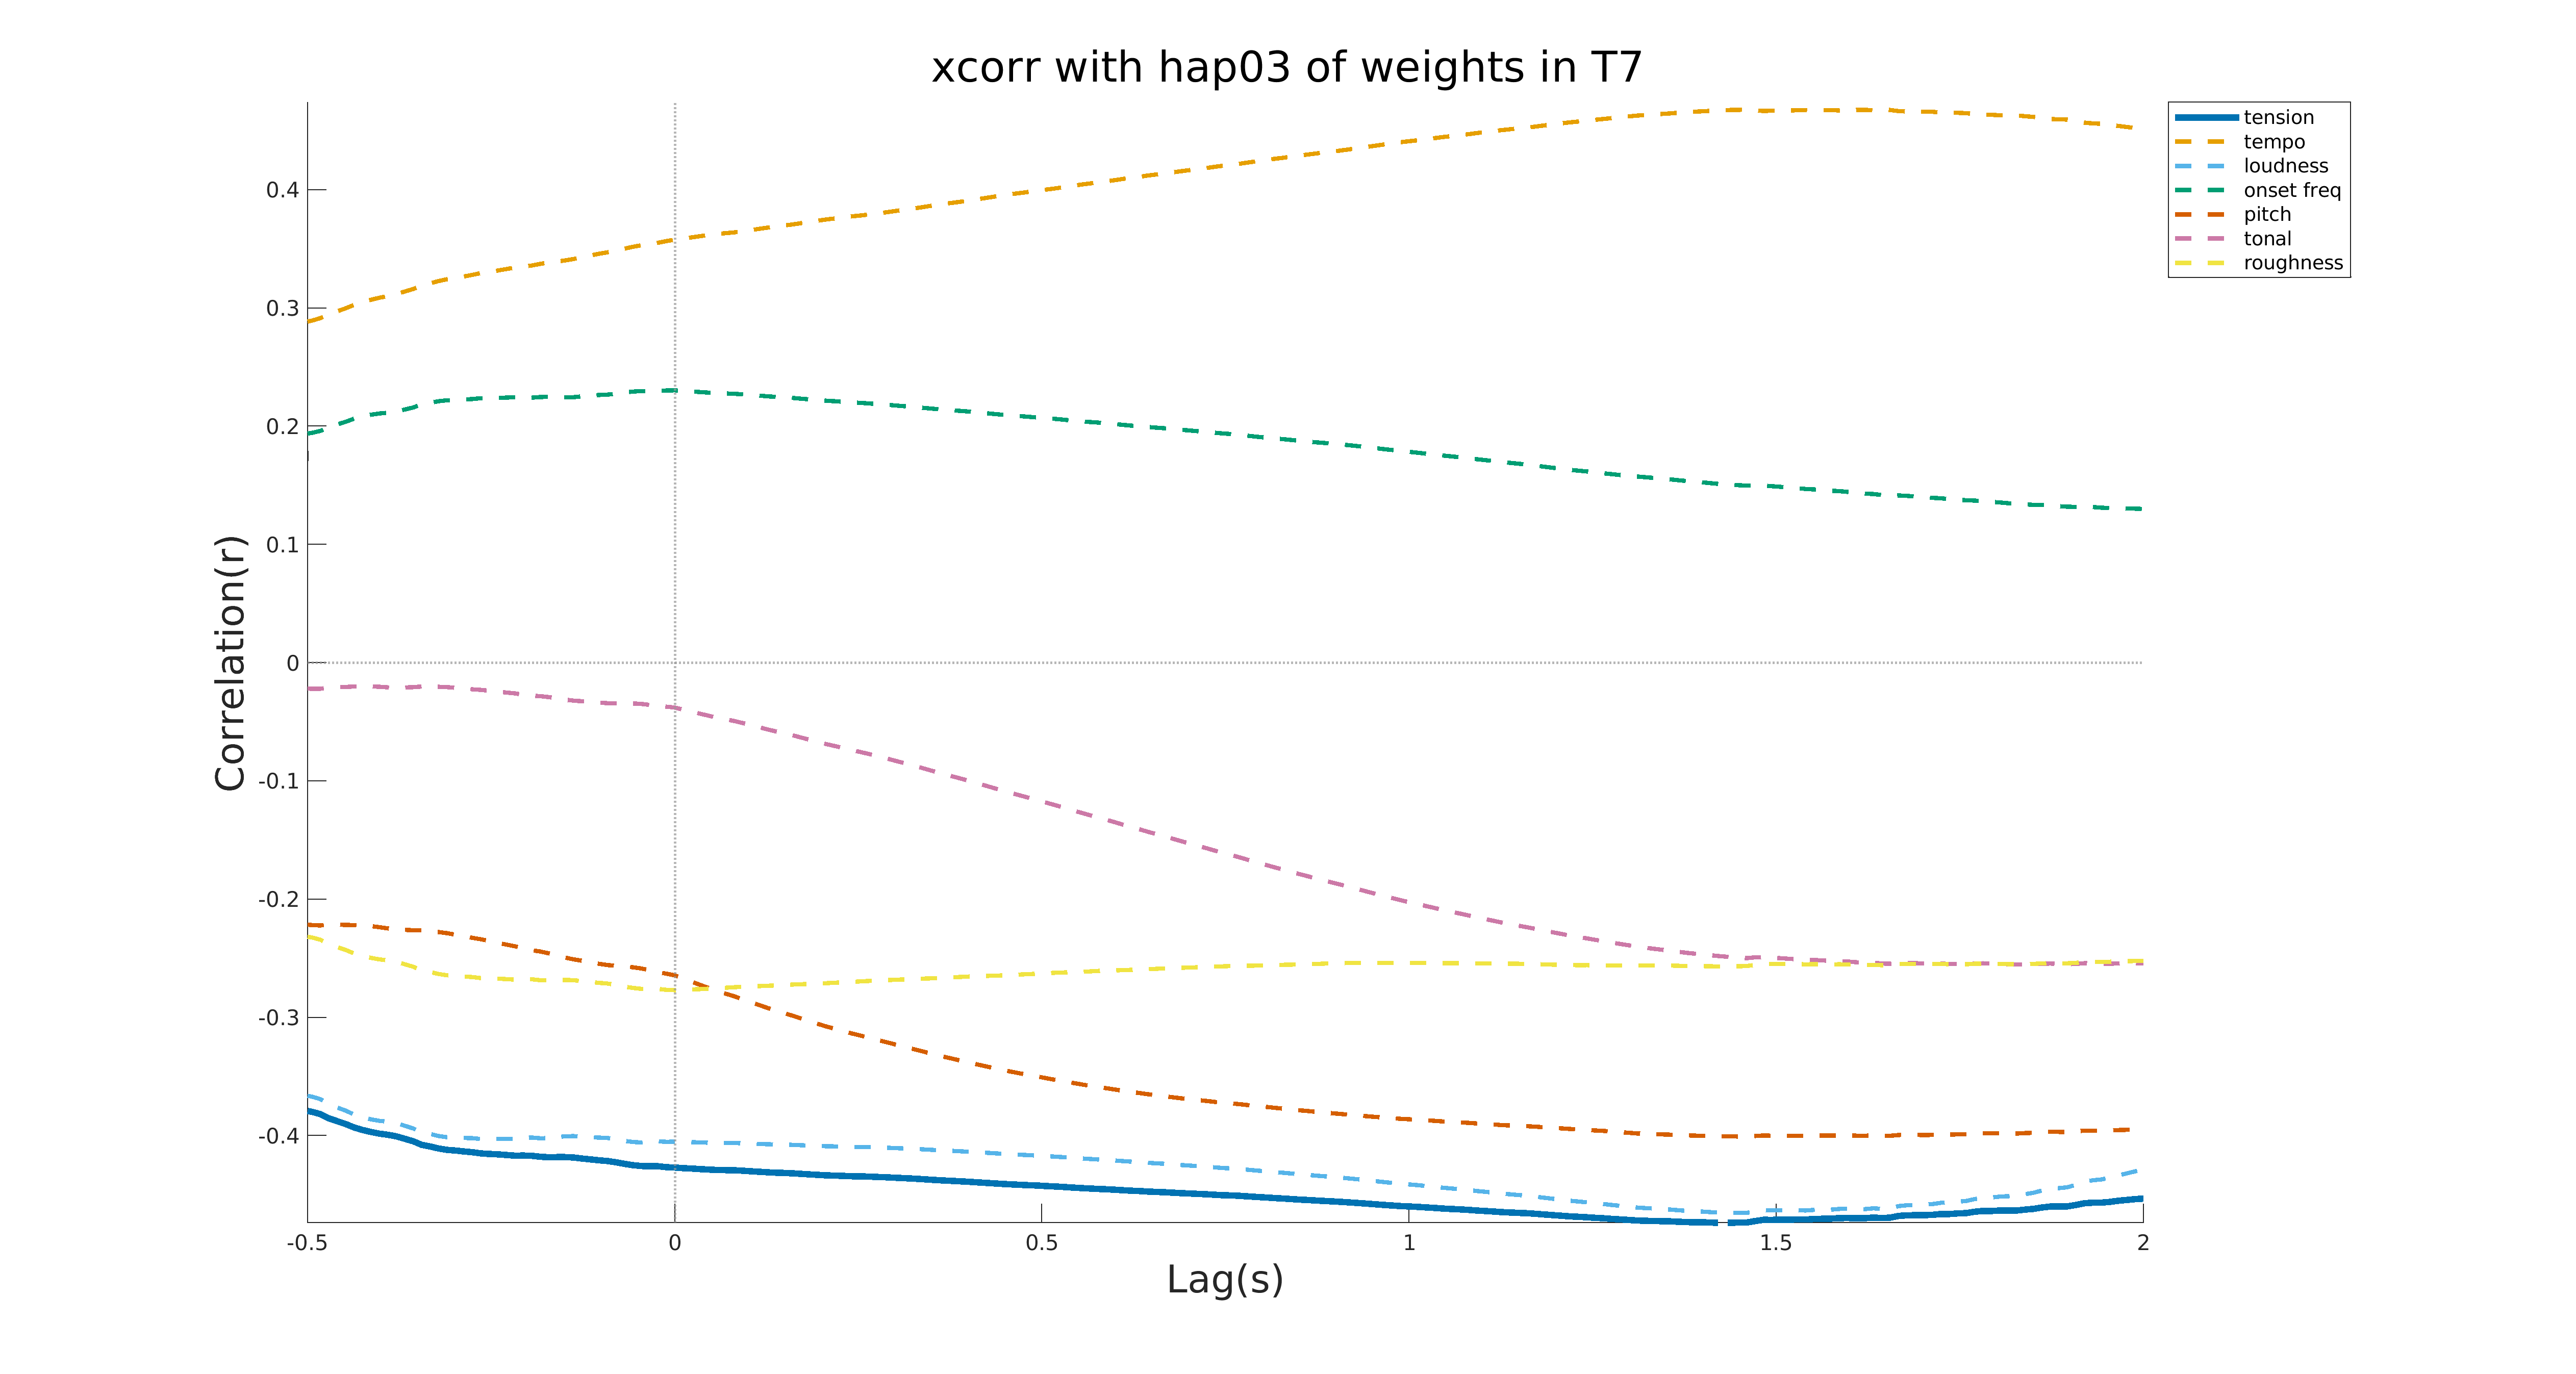 xcorr with hap03 of weights in T7
tension
tempo
loudness
onset freq
pitch
tonal
roughness
Correlation(r)
0.4
0.3
0.2
0.1
0
-0.1
-0.2
-0.3
-0.4
-0.5 0 0.5 1 1.5 2
Lag(s)